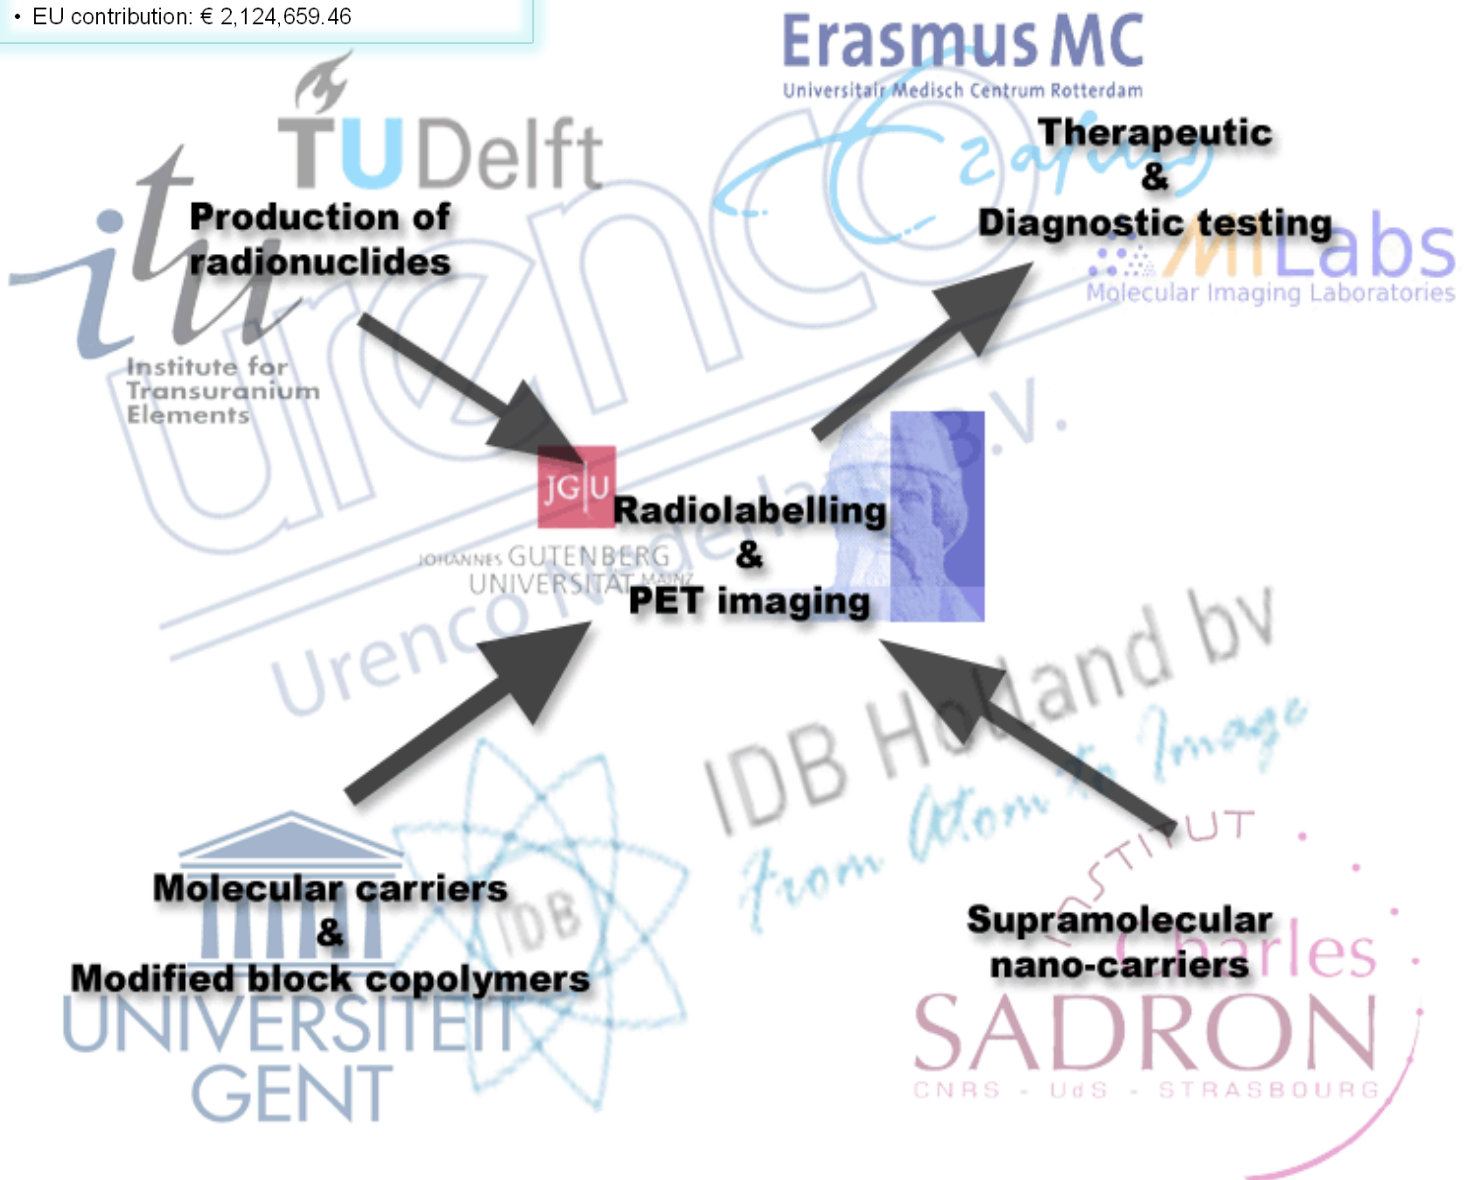 • EU contribution: € 2,124,659.46
Erasmus MC
Universitair Medisch Centrum Rotterdam
TUDelft
Therapeutic
&
Diagnostic testing
itu
Production of
radionuclides
urenco
MILabs
Molecular Imaging Laboratories
Institute for
Transuranium
Elements
JG|U
Radiolabelling
&
PET imaging
JOHANNES GUTENBERG
UNIVERSITÄT MAINZ
Urenco Nederland B.V.
IDB Holland bv
From Atom to Image
IDB
Molecular carriers
&
Modified block copolymers
UNIVERSITEIT
GENT
INSTITUT
Supramolecular
nano-carriers
Charles
SADRON
CNRS - UdS - STRASBOURG